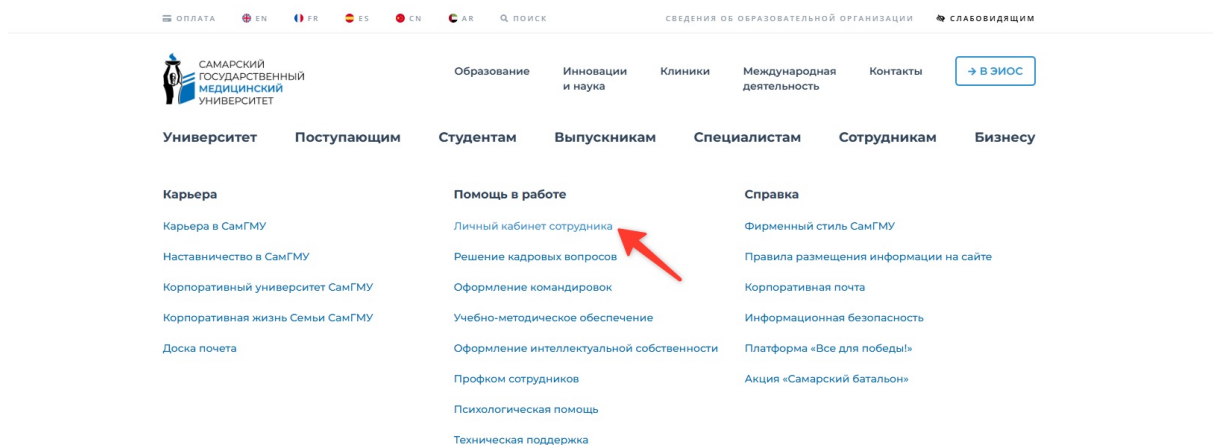 ОПЛАТА EN FR ES CN AR ПОИСК СВЕДЕНИЯ ОБ ОБРАЗОВАТЕЛЬНОЙ ОРГАНИЗАЦИИ СЛАБОВИДЯЩИМ
САМАРСКИЙ
ГОСУДАРСТВЕННЫЙ
МЕДИЦИНСКИЙ
УНИВЕРСИТЕТ
Образование
Инновации
и наука
Клиники
Международная
деятельность
Контакты
→ В ЭИОС
Университет Поступающим Студентам Выпускникам Специалистам Сотрудникам Бизнесу
Карьера
Карьера в СамГМУ
Наставничество в СамГМУ
Корпоративный университет СамГМУ
Корпоративная жизнь Семьи СамГМУ
Доска почета
Помощь в работе
Личный кабинет сотрудника
Решение кадровых вопросов
Оформление командировок
Учебно-методическое обеспечение
Оформление интеллектуальной собственности
Профком сотрудников
Психологическая помощь
Техническая поддержка
Справка
Фирменный стиль СамГМУ
Правила размещения информации на сайте
Корпоративная почта
Информационная безопасность
Платформа «Все для победы!»
Акция «Самарский батальон»